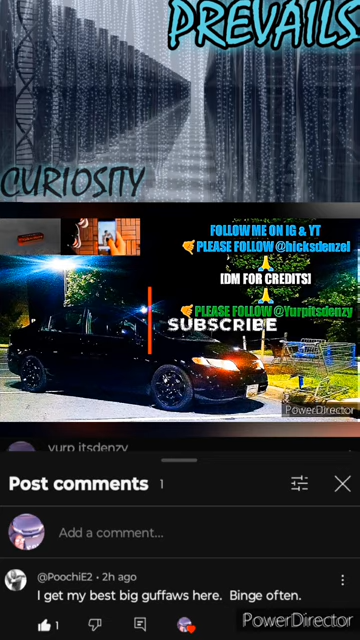 PREVAILS
CURIOSITY
FOLLOW ME ON IG & YT
PLEASE FOLLOW @hicksdenzel
[DM FOR CREDITS]
PLEASE FOLLOW @Yurpitsdenzy
SUBSCRIBE
PowerDirector
yurp itsdenzy
Post comments 1
Add a comment...
@PoochiE2 • 2h ago
I get my best big guffaws here. Binge often.
1
PowerDirector